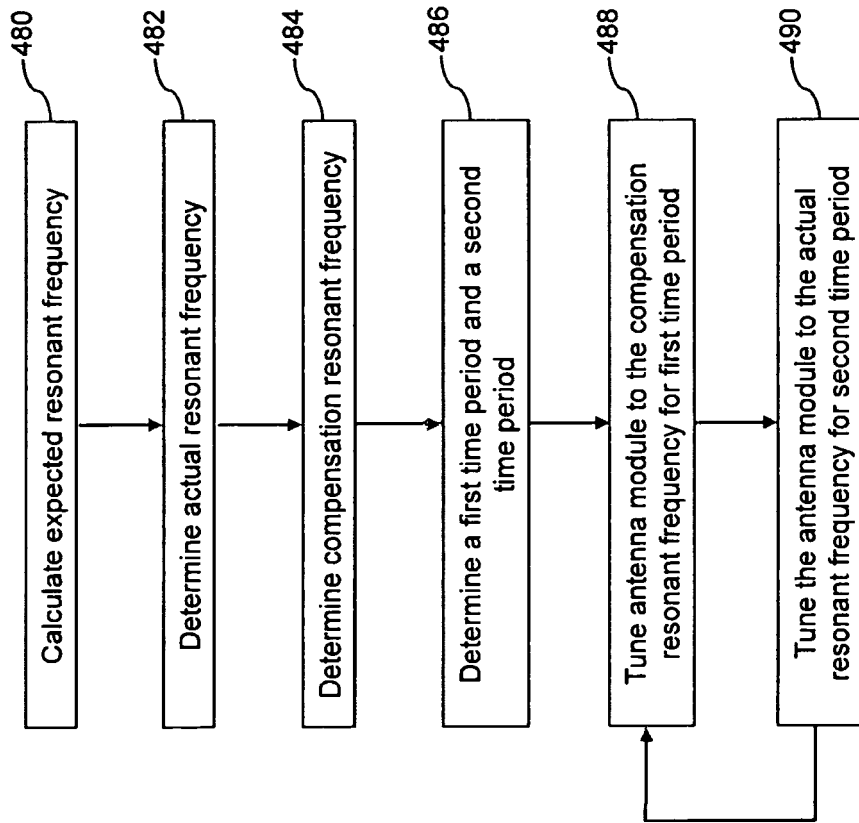 Calculate expected resonant frequency
480
Determine actual resonant frequency
482
Determine compensation resonant frequency
484
Determine a first time period and a second
time period
486
Tune antenna module to the compensation
resonant frequency for first time period
488
Tune the antenna module to the actual
resonant frequency for second time period
490